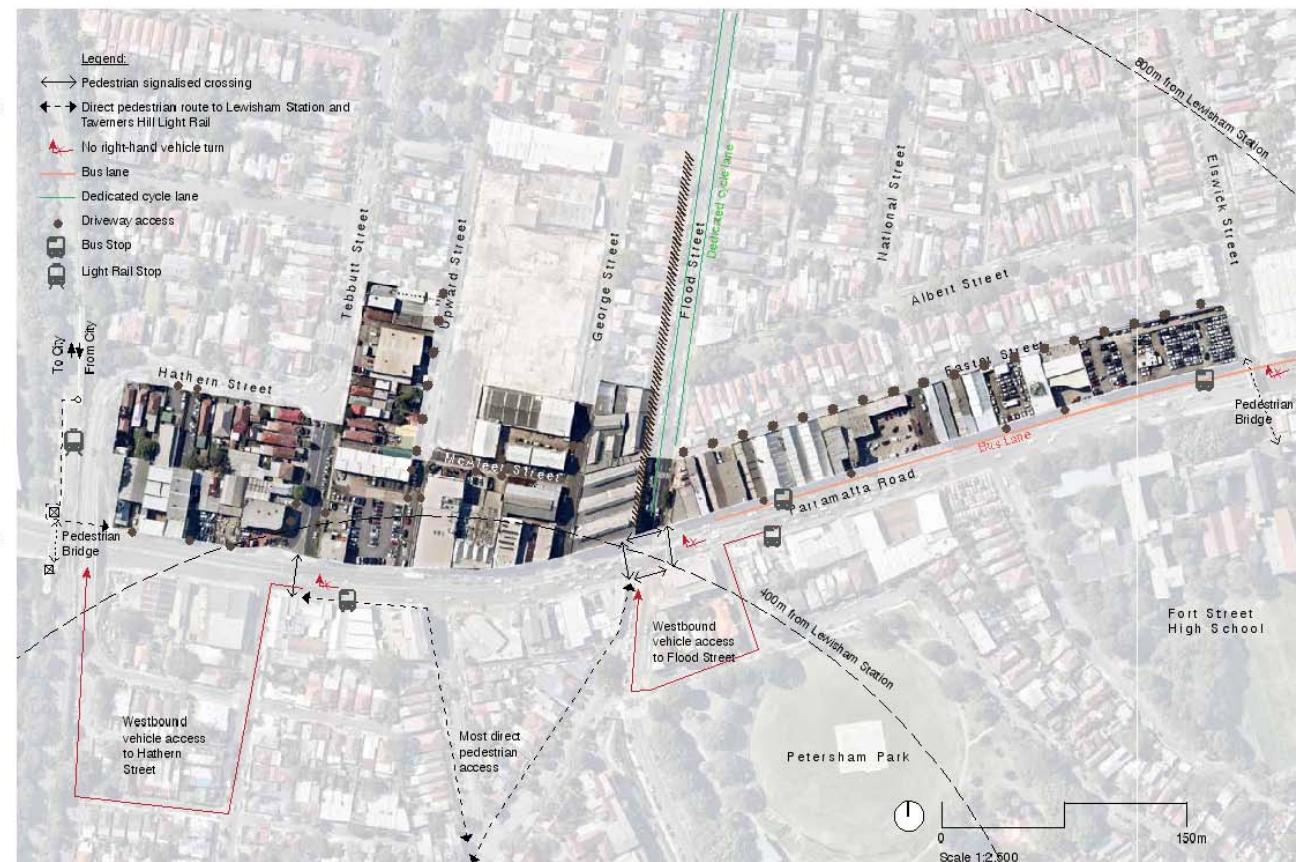 Legend:
Pedestrian signalised crossing
Direct pedestrian route to Lewisham Station and
Taverners Hill Light Rail
No right-hand vehicle turn
Bus lane
Dedicated cycle lane
Driveway access
Bus Stop
Light Rail Stop
800m from Lewisham Station
Elswick Street
National Street
Dedicated cycle lane
Flood Street
George Street
Upward Street
Tebbutt Street
Albert Street
To City
From City
Hathern Street
Easter Street
Pedestrian
Bridge
Bus Lane
McAleer Street
Parramatta Road
Pedestrian
Bridge
400m from Lewisham Station
Westbound
vehicle access
to Flood Street
Fort Street
High School
Westbound
vehicle access
to Hathern
Street
Most direct
pedestrian
access
Petersham Park
0
150m
Scale 1:2,500